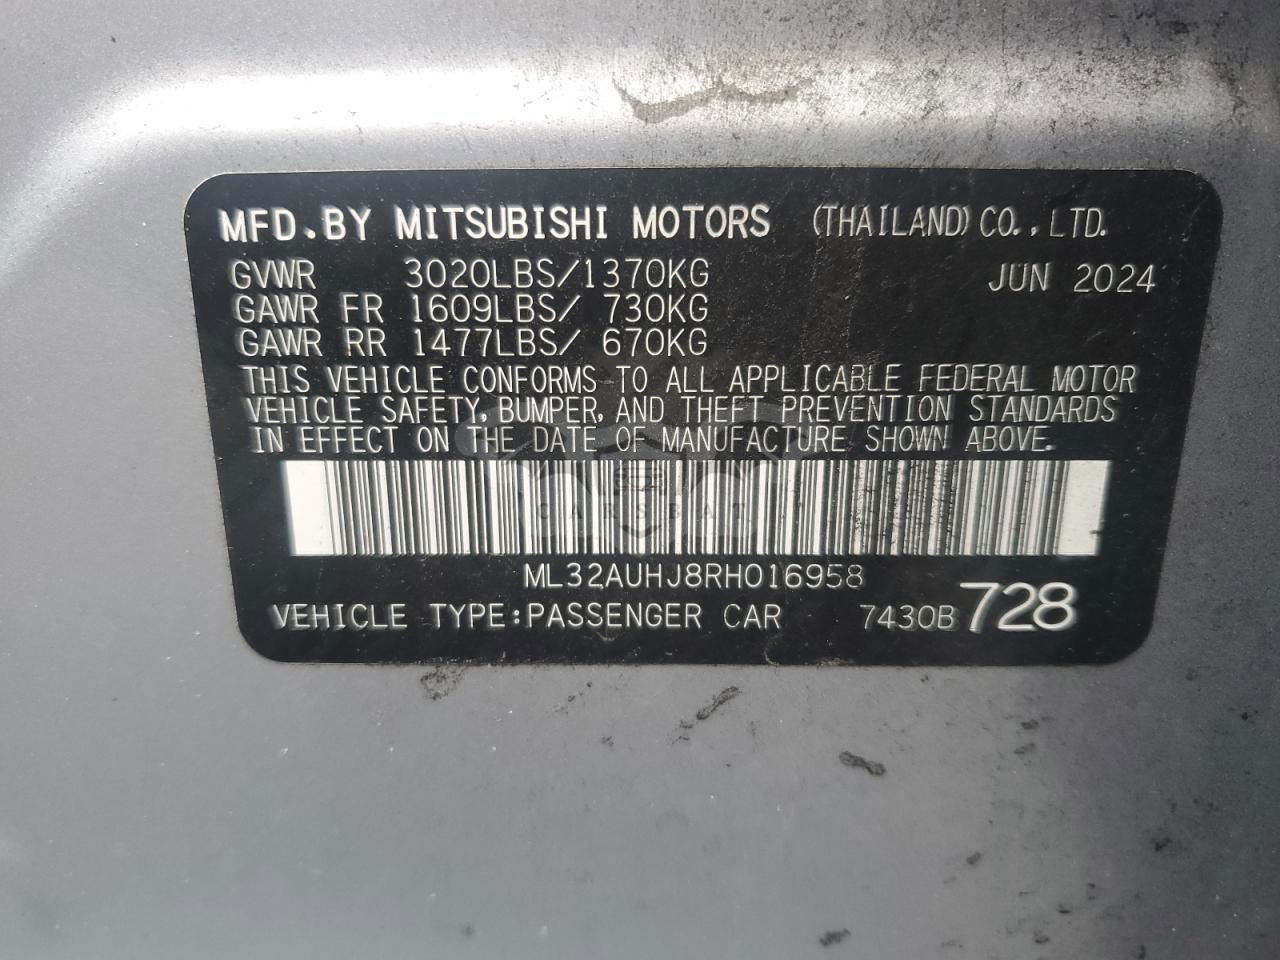 MFD.BY MITSUBISHI MOTORS (THAILAND) CO.,LTD.
GVWR 3020LBS/1370KG JUN 2024
GAWR FR 1609LBS/ 730KG
GAWR RR 1477LBS/ 670KG
THIS VEHICLE CONFORMS TO ALL APPLICABLE FEDERAL MOTOR
VEHICLE SAFETY, BUMPER, AND THEFT PREVENTION STANDARDS
IN EFFECT ON THE DATE OF MANUFACTURE SHOWN ABOVE.
CARSBAT
ML32AUHJ8RH016958
VEHICLE TYPE:PASSENGER CAR 7430B 728